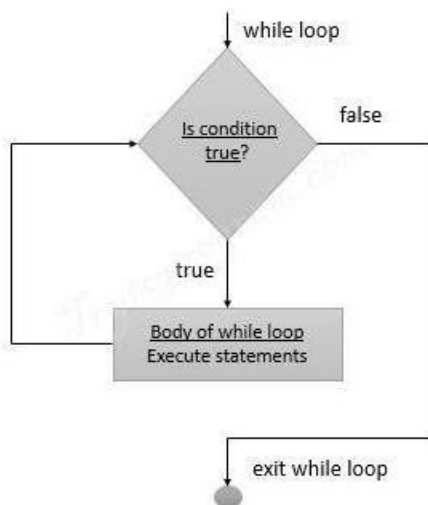 while loop
Is condition
true?
false
true
Body of while loop
Execute statements
exit while loop